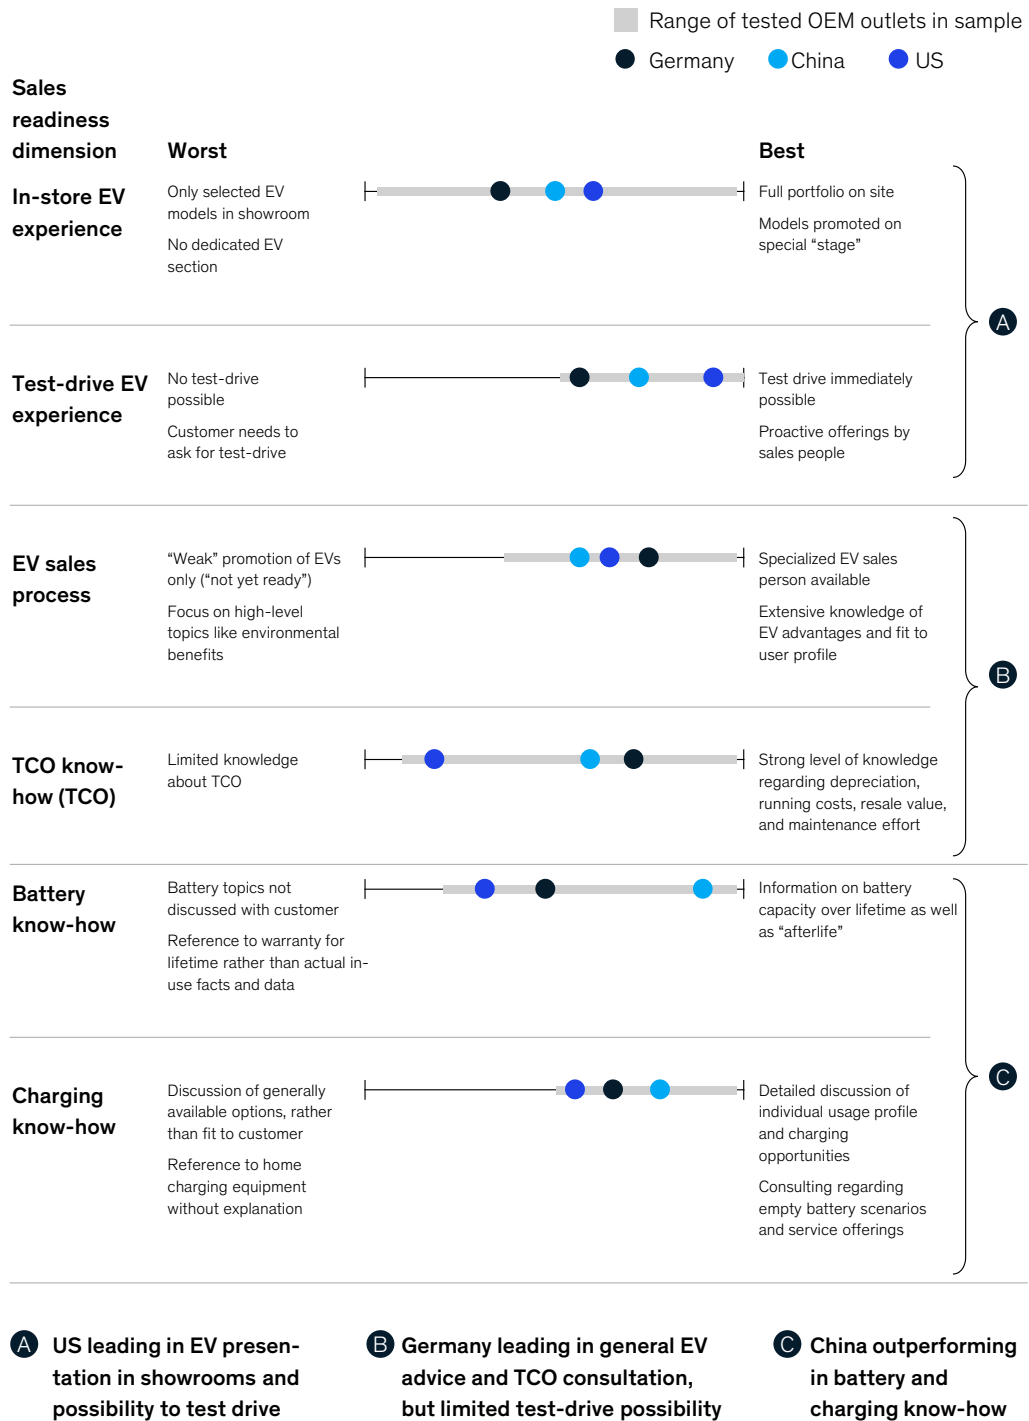 Range of tested OEM outlets in sample
Germany
China
US
Sales
readiness
dimension
Worst
Best
In-store EV
experience
Only selected EV
models in showroom
No dedicated EV
section
Full portfolio on site
Models promoted on
special “stage”
A
Test-drive EV
experience
No test-drive
possible
Customer needs to
ask for test-drive
Test drive immediately
possible
Proactive offerings by
sales people
EV sales
process
“Weak” promotion of EVs
only (“not yet ready”)
Focus on high-level
topics like environmental
benefits
Specialized EV sales
person available
Extensive knowledge of
EV advantages and fit to
user profile
B
TCO know-
how (TCO)
Limited knowledge
about TCO
Strong level of knowledge
regarding depreciation,
running costs, resale value,
and maintenance effort
Battery
know-how
Battery topics not
discussed with customer
Reference to warranty for
lifetime rather than actual in-
use facts and data
Information on battery
capacity over lifetime as well
as “afterlife”
C
Charging
know-how
Discussion of generally
available options, rather
than fit to customer
Reference to home
charging equipment
without explanation
Detailed discussion of
individual usage profile
and charging
opportunities
Consulting regarding
empty battery scenarios
and service offerings
A US leading in EV presen-
tation in showrooms and
possibility to test drive
B Germany leading in general EV
advice and TCO consultation,
but limited test-drive possibility
C China outperforming
in battery and
charging know-how